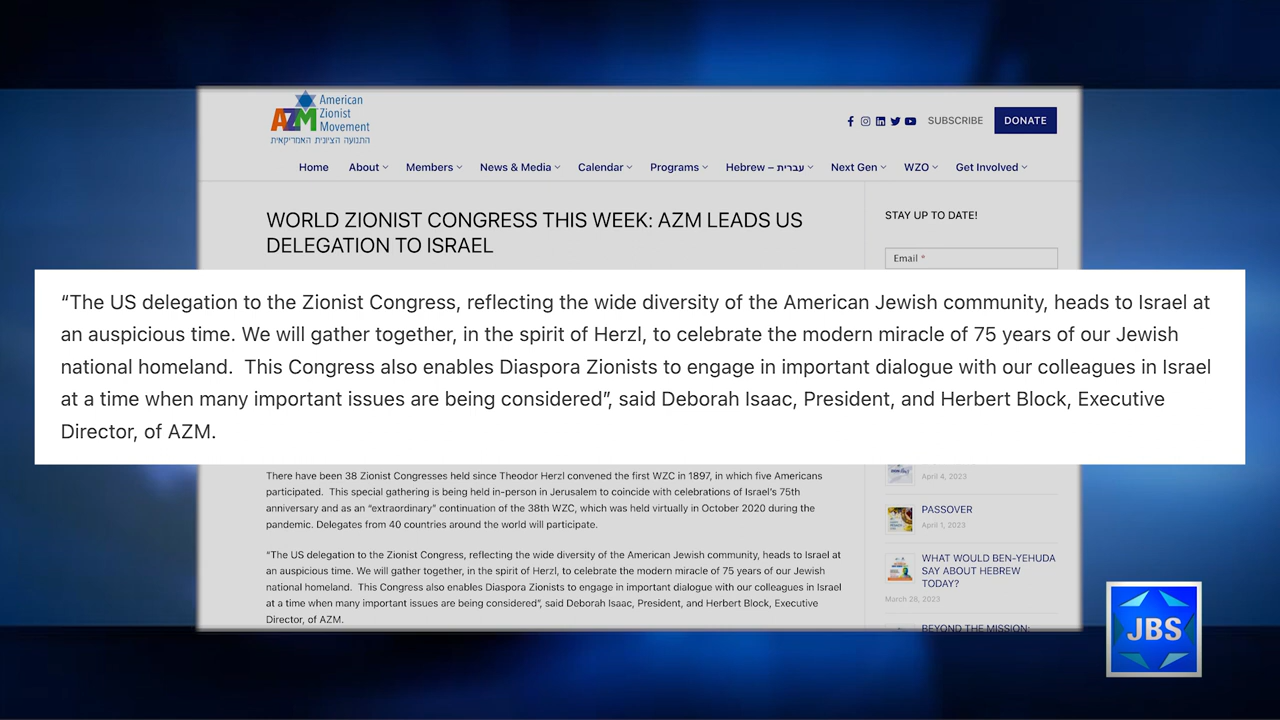 American
AZM Zionist
Movement
התנועה הציונית האמריקאית
SUBSCRIBE
DONATE
Home About Members News & Media Calendar Programs Hebrew – עברית Next Gen WZO Get Involved
WORLD ZIONIST CONGRESS THIS WEEK: AZM LEADS US
DELEGATION TO ISRAEL
STAY UP TO DATE!
Email *
“The US delegation to the Zionist Congress, reflecting the wide diversity of the American Jewish community, heads to Israel at
an auspicious time. We will gather together, in the spirit of Herzl, to celebrate the modern miracle of 75 years of our Jewish
national homeland.  This Congress also enables Diaspora Zionists to engage in important dialogue with our colleagues in Israel
at a time when many important issues are being considered”, said Deborah Isaac, President, and Herbert Block, Executive
Director, of AZM.
There have been 38 Zionist Congresses held since Theodor Herzl convened the first WZC in 1897, in which five Americans
participated.  This special gathering is being held in-person in Jerusalem to coincide with celebrations of Israel’s 75th
anniversary and as an “extraordinary” continuation of the 38th WZC, which was held virtually in October 2020 during the
pandemic. Delegates from 40 countries around the world will participate.
“The US delegation to the Zionist Congress, reflecting the wide diversity of the American Jewish community, heads to Israel at
an auspicious time. We will gather together, in the spirit of Herzl, to celebrate the modern miracle of 75 years of our Jewish
national homeland.  This Congress also enables Diaspora Zionists to engage in important dialogue with our colleagues in Israel
at a time when many important issues are being considered”, said Deborah Isaac, President, and Herbert Block, Executive
Director, of AZM.
April 4, 2023
PASSOVER
April 1, 2023
WHAT WOULD BEN-YEHUDA
SAY ABOUT HEBREW
TODAY?
March 28, 2023
BEYOND THE MISSION:
JBS